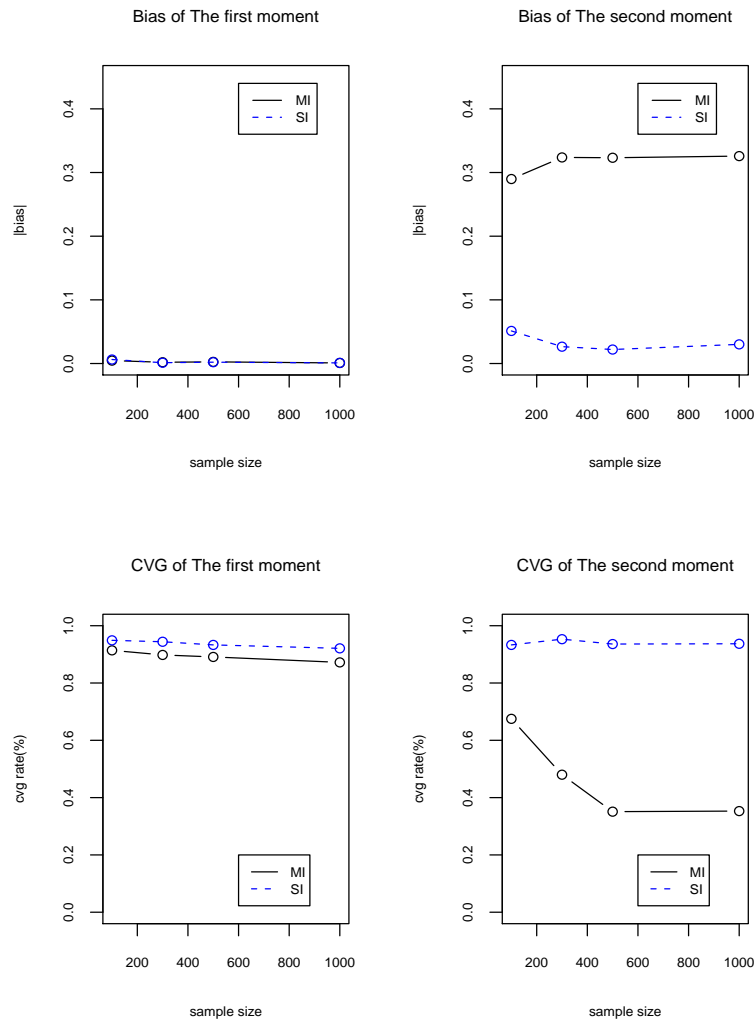 Bias of The first moment
|bias|
0.4
0.3
0.2
0.1
0.0
MI
SI
200 400 600 800 1000
sample size
Bias of The second moment
|bias|
0.4
0.3
0.2
0.1
0.0
MI
SI
200 400 600 800 1000
sample size
CVG of The first moment
cvg rate(%)
1.0
0.8
0.6
0.4
0.2
0.0
MI
SI
200 400 600 800 1000
sample size
CVG of The second moment
cvg rate(%)
1.0
0.8
0.6
0.4
0.2
0.0
MI
SI
200 400 600 800 1000
sample size